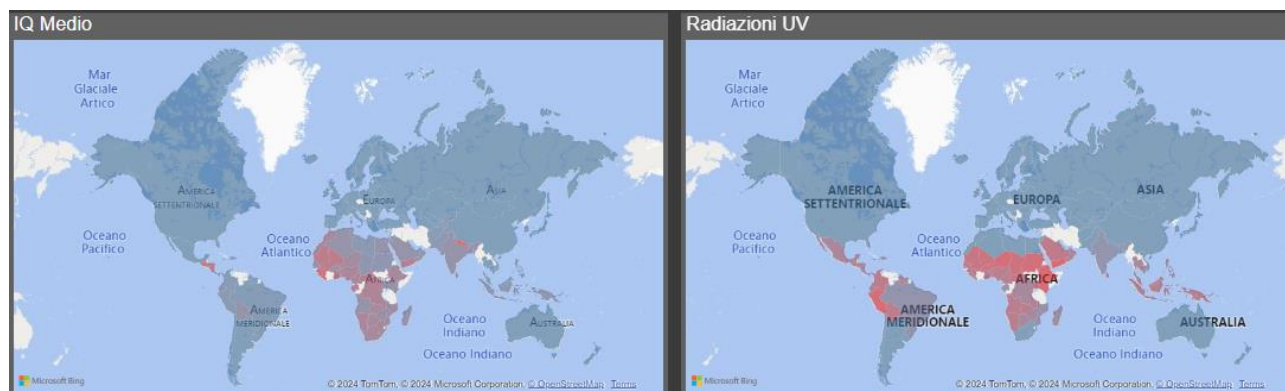 IQ Medio
Mar
Glaciale
Artico
AMERICA
SETTENTRIONALE
EUROPA
ASIA
Oceano
Pacifico
Oceano
Atlantico
AFRICA
AMERICA
MERIDIONALE
Oceano
Indiano
AUSTRALIA
Oceano Indiano
Microsoft Bing
© 2024 TomTom, © 2024 Microsoft Corporation, © OpenStreetMap Terms
Radiazioni UV
Mar
Glaciale
Artico
AMERICA
SETTENTRIONALE
EUROPA
ASIA
Oceano
Pacifico
Oceano
Atlantico
AFRICA
AMERICA
MERIDIONALE
Oceano
Indiano
AUSTRALIA
Oceano Indiano
Microsoft Bing
© 2024 TomTom, © 2024 Microsoft Corporation, © OpenStreetMap Terms